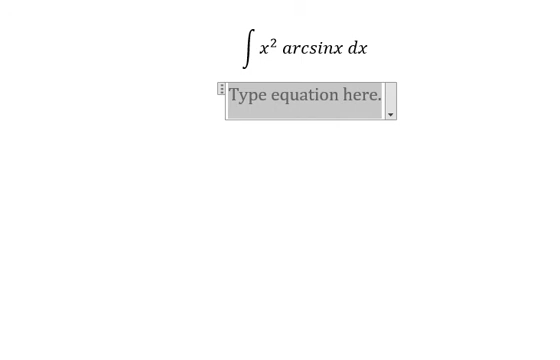 ∫ x² arcsinx dx
Type equation here.